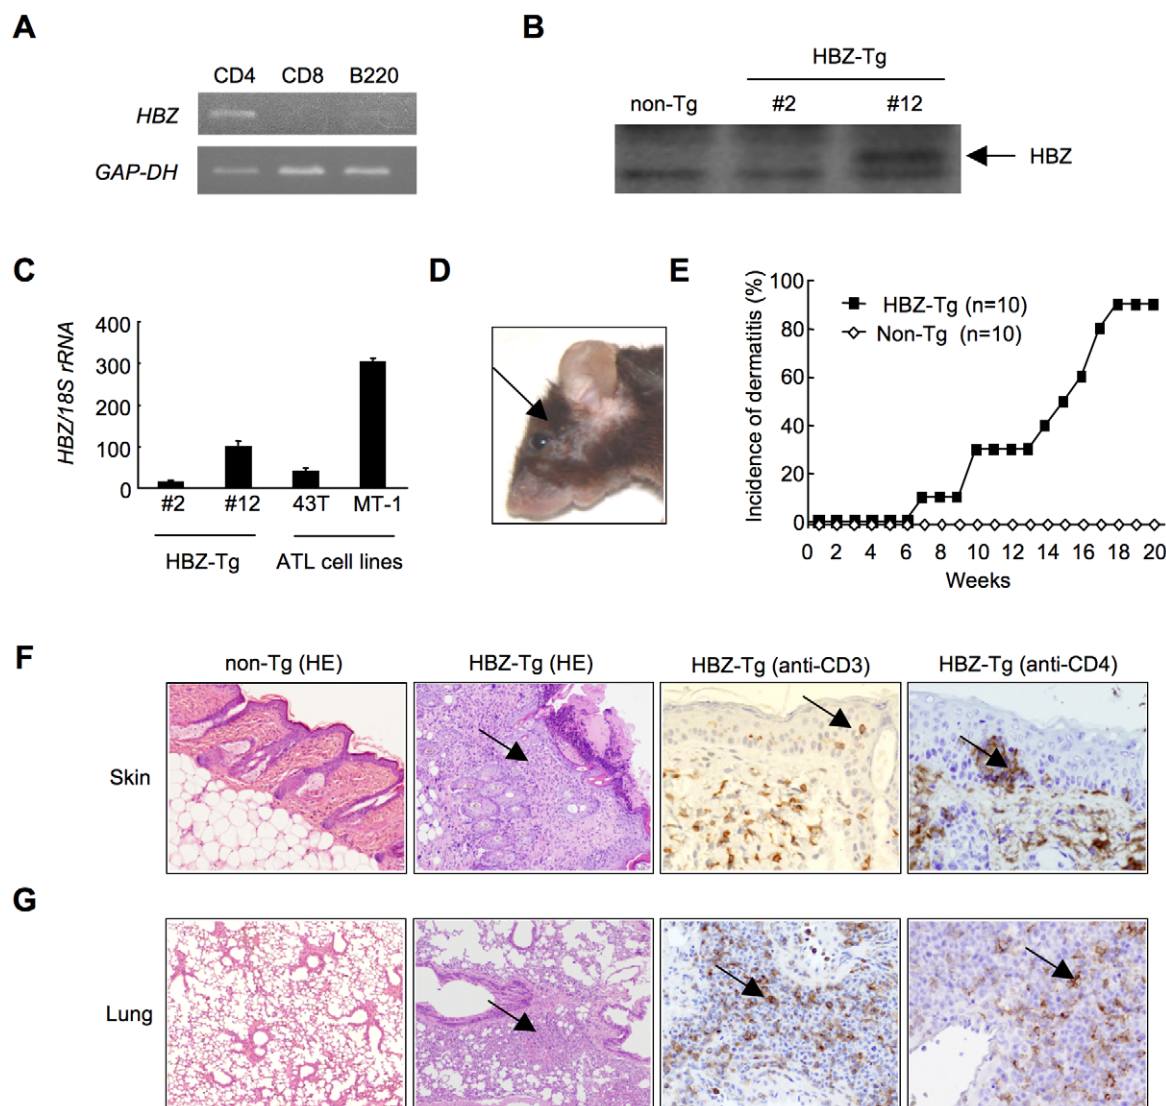 A
CD4 CD8 B220
HBZ
GAP-DH
B
HBZ-Tg
non-Tg #2 #12
HBZ
C
HBZ/18S rRNA
400
300
200
100
0
#2 #12 43T MT-1
HBZ-Tg ATL cell lines
D
E
Incidence of dermatitis (%)
100
80
60
40
20
0
HBZ-Tg (n=10)
Non-Tg (n=10)
0 2 4 6 8 10 12 14 16 18 20
Weeks
F
non-Tg (HE) HBZ-Tg (HE) HBZ-Tg (anti-CD3) HBZ-Tg (anti-CD4)
Skin
G
Lung